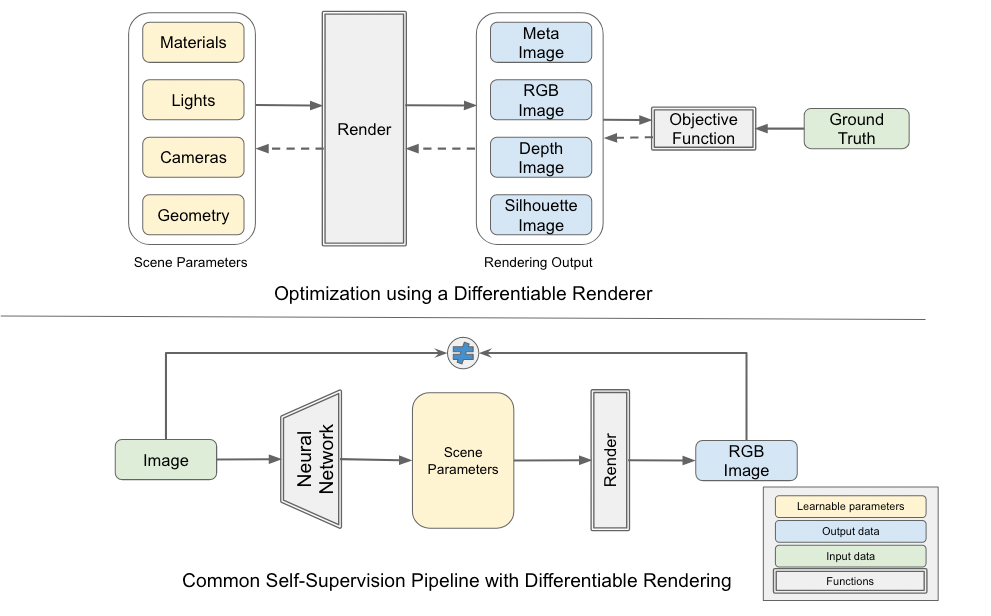 Materials
Lights
Cameras
Geometry
Scene Parameters
Render
Meta
Image
RGB
Image
Depth
Image
Silhouette
Image
Rendering Output
Objective
Function
Ground
Truth
Optimization using a Differentiable Renderer
Image
Neural
Network
Scene
Parameters
Render
RGB
Image
Learnable parameters
Output data
Input data
Functions
Common Self-Supervision Pipeline with Differentiable Rendering